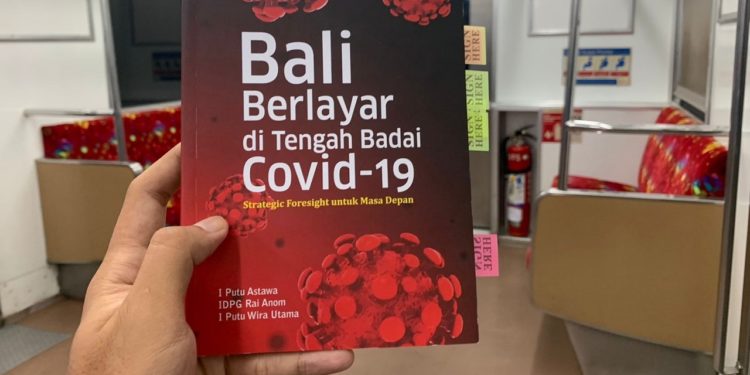 Bali
Berlayar
di Tengah Badai
Covid-19
Strategic Foresight untuk Masa Depan
I Putu Astawa
IDPG Rai Anom
I Putu Wira Utama
SIGN
HERE
SIGN
HERE
SIGN
HERE
SIGN
HERE